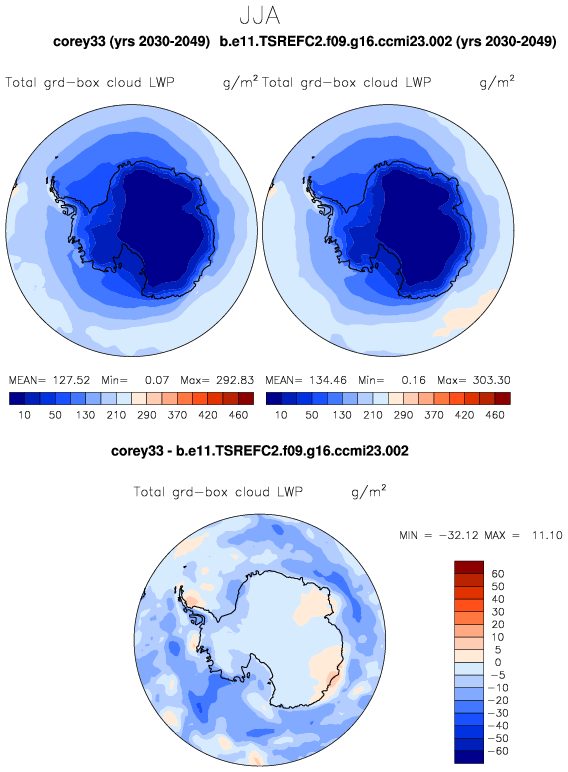 JJA
corey33 (yrs 2030-2049) b.e11.TSREFC2.f09.g16.ccmi23.002 (yrs 2030-2049)
Total grd-box cloud LWP g/m² Total grd-box cloud LWP g/m²
MEAN= 127.52 Min= 0.07 Max= 292.83 MEAN= 134.46 Min= 0.16 Max= 303.30
10 50 130 210 290 370 420 460 10 50 130 210 290 370 420 460
corey33 - b.e11.TSREFC2.f09.g16.ccmi23.002
Total grd-box cloud LWP g/m²
MIN = -32.12 MAX = 11.10
60
50
40
30
20
10
5
0
-5
-10
-20
-30
-40
-50
-60